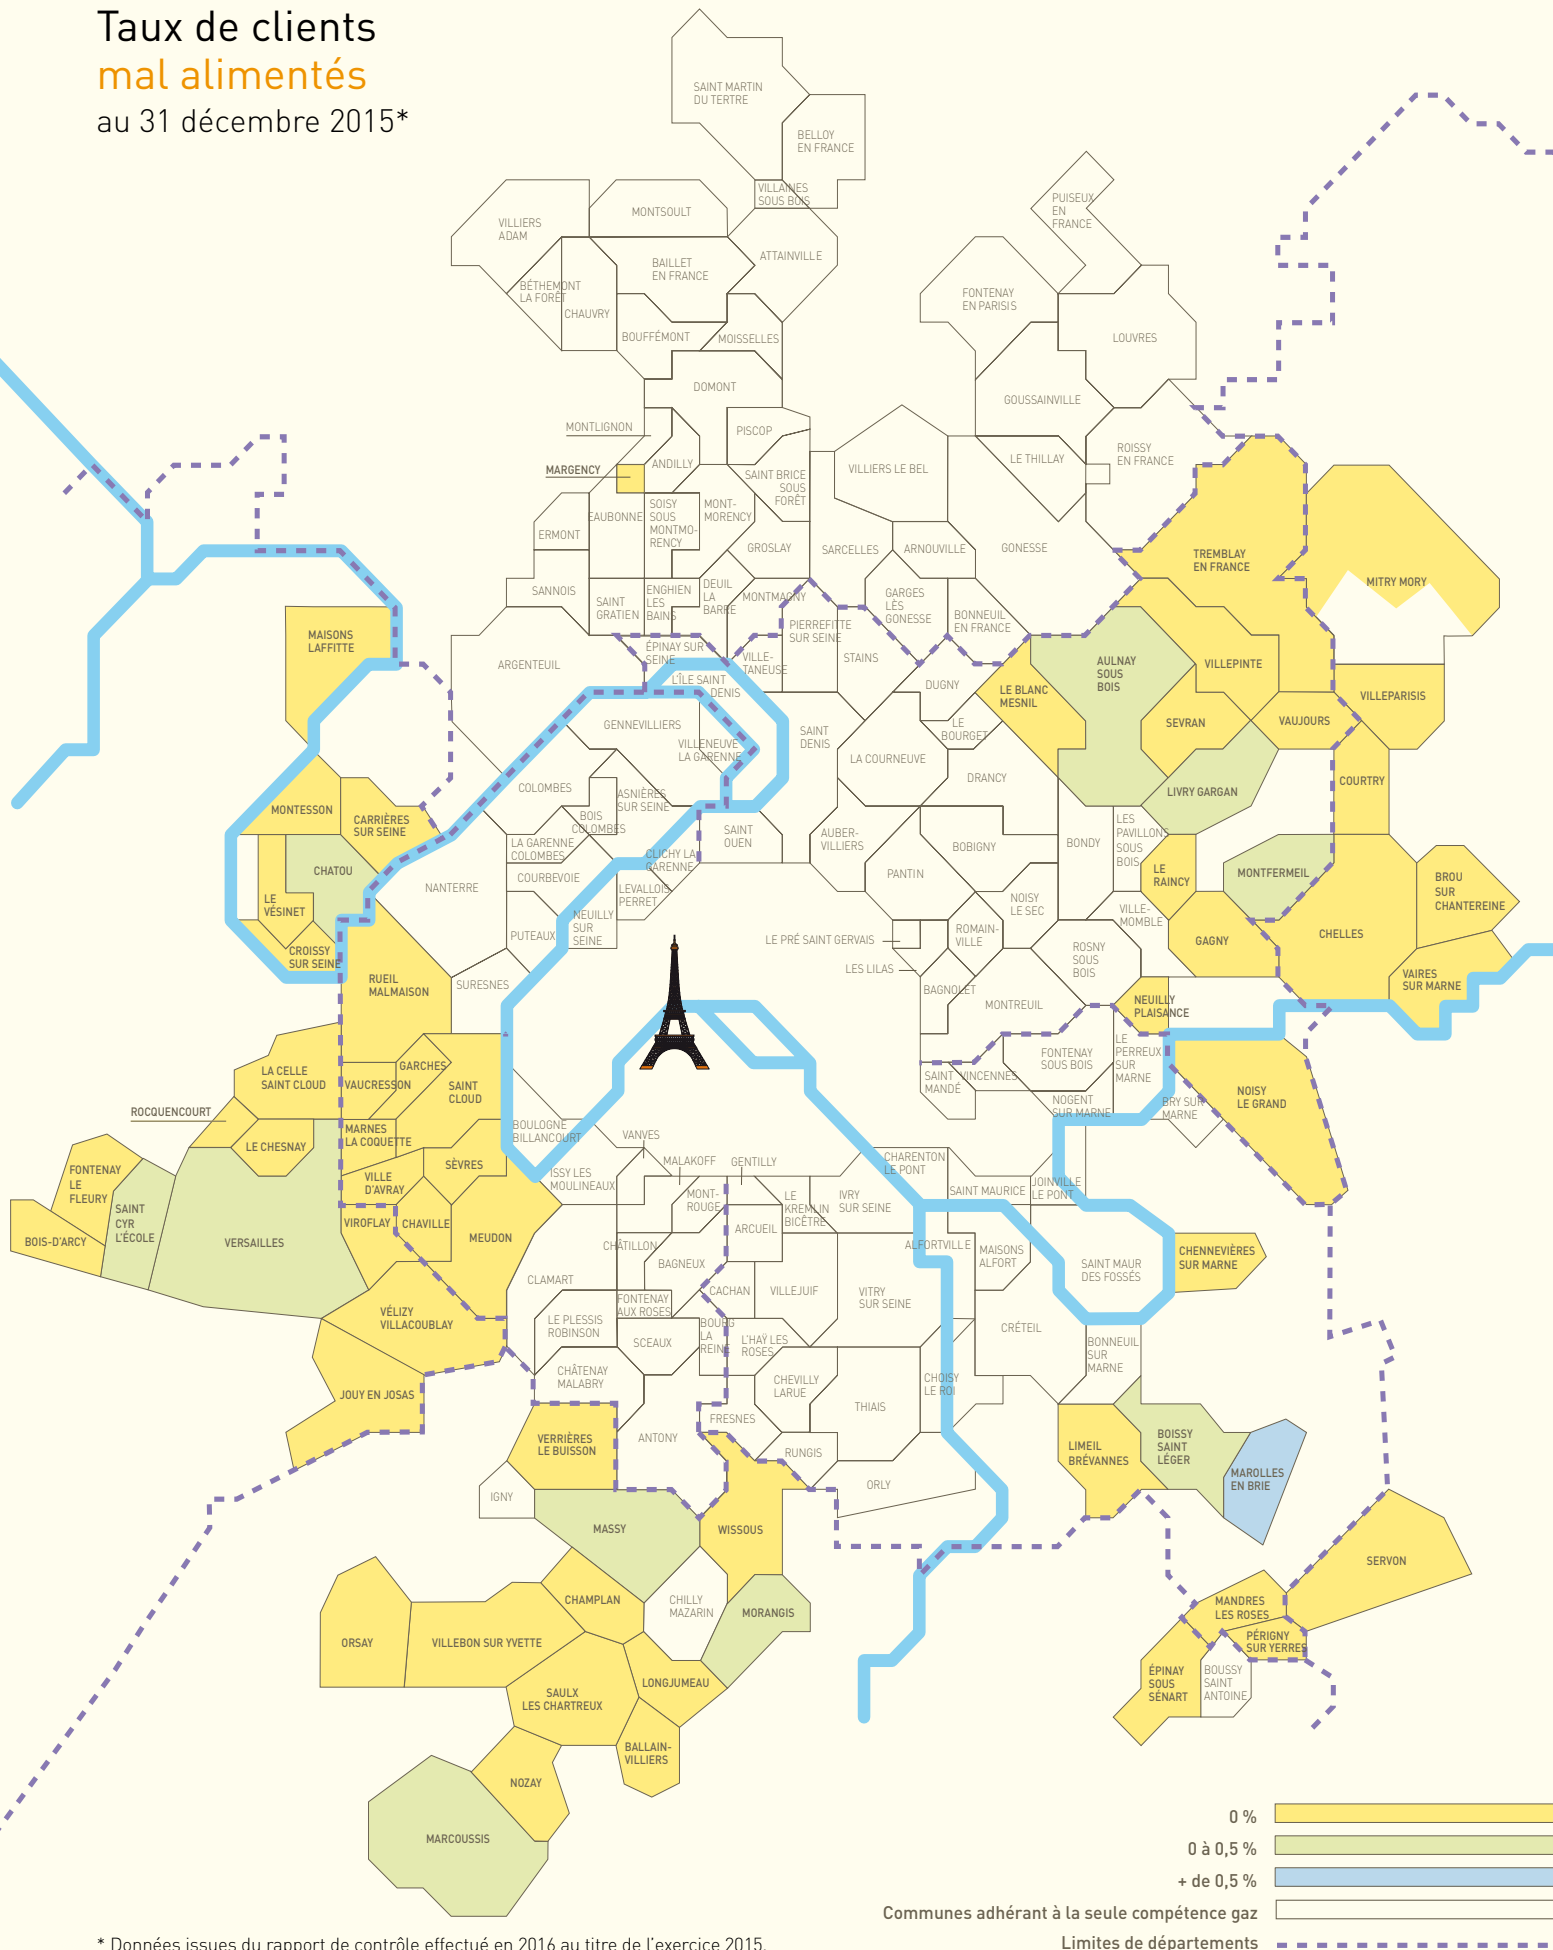 Taux de clients
mal alimentés
au 31 décembre 2015*
SAINT MARTIN
DU TERTRE
BELLOY
EN FRANCE
VILLAINES
SOUS BOIS
MONTSOULT
VILLIERS
ADAM
PUISEUX
EN
FRANCE
ATTAINVILLE
BAILLET
EN FRANCE
BÉTHEMONT
LA FORÊT
CHAUVRY
FONTENAY
EN PARISIS
BOUFFÉMONT
MOISSELLES
LOUVRES
DOMONT
GOUSSAINVILLE
MONTLIGNON
PISCOP
MARGENCY
ANDILLY
SAINT BRICE
SOUS
FORÊT
VILLIERS LE BEL
LE THILLAY
ROISSY
EN FRANCE
EAUBONNE
SOISY
SOUS
MONTMO-
RENCY
MONT-
MORENCY
ERMONT
GROSLAY
SARCELLES
ARNOUVILLE
GONESSE
TREMBLAY
EN FRANCE
MITRY MORY
SANNOIS
SAINT
GRATIEN
ENGHIEN
LES
BAINS
DEUIL
LA
BARRE
MONTMAGNY
GARGES
LÈS
GONESSE
BONNEUIL
EN FRANCE
MAISONS
LAFFITTE
PIERREFITTE
SUR SEINE
ARGENTEUIL
ÉPINAY SUR
SEINE
VILLE-
TANEUSE
STAINS
L'ÎLE SAINT
DENIS
DUGNY
LE BLANC
MESNIL
AULNAY
SOUS
BOIS
VILLEPINTE
VILLEPARISIS
GENNEVILLIERS
VILLENEUVE
LA GARENNE
SAINT
DENIS
LE
BOURGET
SEVRAN
VAUJOURS
LA COURNEUVE
DRANCY
COURTRY
LIVRY GARGAN
COLOMBES
ASNIÈRES
SUR SEINE
BOIS
COLOMBES
MONTESSON
CARRIÈRES
SUR SEINE
LA GARENNE
COLOMBES
SAINT
OUEN
AUBER-
VILLIERS
BOBIGNY
BONDY
LES
PAVILLONS
SOUS
BOIS
CHATOU
NANTERRE
COURBEVOIE
CLICHY LA
GARENNE
LEVALLOIS
PERRET
PANTIN
LE
RAINCY
MONTFERMEIL
BROU
SUR
CHANTEREINE
LE
VÉSINET
NEUILLY
SUR
SEINE
PUTEAUX
NOISY
LE SEC
VILLE-
MOMBLE
LE PRÉ SAINT GERVAIS
ROMAIN-
VILLE
ROSNY
SOUS
BOIS
GAGNY
CHELLES
CROISSY
SUR SEINE
LES LILAS
RUEIL
MALMAISON
SURESNES
BAGNOLET
MONTREUIL
NEUILLY
PLAISANCE
VAIRES
SUR MARNE
LA CELLE
SAINT CLOUD
GARCHES
VAUCRESSON
SAINT
CLOUD
FONTENAY
SOUS BOIS
LE
PERREUX
SUR
MARNE
SAINT
MANDÉ
VINCENNES
NOISY
LE GRAND
ROCQUENCOURT
NOGENT
SUR MARNE
BRY SUR
MARNE
LE CHESNAY
MARNES
LA COQUETTE
BOULOGNE
BILLANCOURT
VANVES
MALAKOFF
GENTILLY
CHARENTON
LE PONT
SÈVRES
FONTENAY
LE
FLEURY
VILLE
D'AVRAY
ISSY LES
MOULINEAUX
MONT-
ROUGE
LE
KREMLIN
BICÊTRE
IVRY
SUR SEINE
SAINT MAURICE
JOINVILLE
LE PONT
SAINT
CYR
L'ÉCOLE
VIROFLAY
CHAVILLE
MEUDON
ARCUEIL
BOIS-D'ARCY
VERSAILLES
CHÂTILLON
BAGNEUX
ALFORTVILLE
MAISONS
ALFORT
SAINT MAUR
DES FOSSÉS
CHENNEVIÈRES
SUR MARNE
CLAMART
CACHAN
VILLEJUIF
VITRY
SUR SEINE
VÉLIZY
VILLACOUBLAY
FONTENAY
AUX ROSES
LE PLESSIS
ROBINSON
SCEAUX
BOURG
LA
REINE
L'HAŸ LES
ROSES
CRÉTEIL
BONNEUIL
SUR
MARNE
JOUY EN JOSAS
CHÂTENAY
MALABRY
CHEVILLY
LARUE
CHOISY
LE ROI
THIAIS
FRESNES
VERRIÈRES
LE BUISSON
ANTONY
RUNGIS
ORLY
LIMEIL
BRÉVANNES
BOISSY
SAINT
LÉGER
MAROLLES
EN BRIE
IGNY
MASSY
WISSOUS
SERVON
CHAMPLAN
CHILLY
MAZARIN
MORANGIS
MANDRES
LES ROSES
ORSAY
VILLEBON SUR YVETTE
PÉRIGNY
SUR YERRES
SAULX
LES CHARTREUX
LONGJUMEAU
ÉPINAY
SOUS
SÉNART
BOUSSY
SAINT
ANTOINE
BALLAIN-
VILLIERS
NOZAY
MARCOUSSIS
0 %
0 à 0,5 %
+ de 0,5 %
Communes adhérant à la seule compétence gaz
Limites de départements
* Données issues du rapport de contrôle effectué en 2016 au titre de l'exercice 2015.